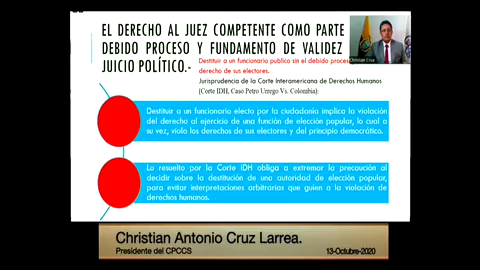 EL DERECHO AL JUEZ COMPETENTE COMO PARTE
DEBIDO PROCESO Y FUNDAMENTO DE VALIDEZ
JUICIO POLÍTICO.-
Destituir a un funcionario publico sin el debido proces
derecho de sus electores.
Jurisprudencia de la Corte Interamericana de Derechos Humanos
(Corte IDH, Caso Petro Urrego Vs. Colombia).
Christian Cruz
Destituir a un funcionario electo por la ciudadanía implica la violación
del derecho al ejercicio de una función de elección popular, lo cual a
su vez, viola los derechos de sus electores y del principio democrático.
Lo resuelto por la Corte IDH obliga a extremar la precaución al
decidir sobre la destitución de una autoridad de elección popular,
para evitar interpretaciones arbitrarias que guíen a la violación de
derechos humanos.
Christian Antonio Cruz Larrea.
Presidente del CPCCS
13-Octubre-2020